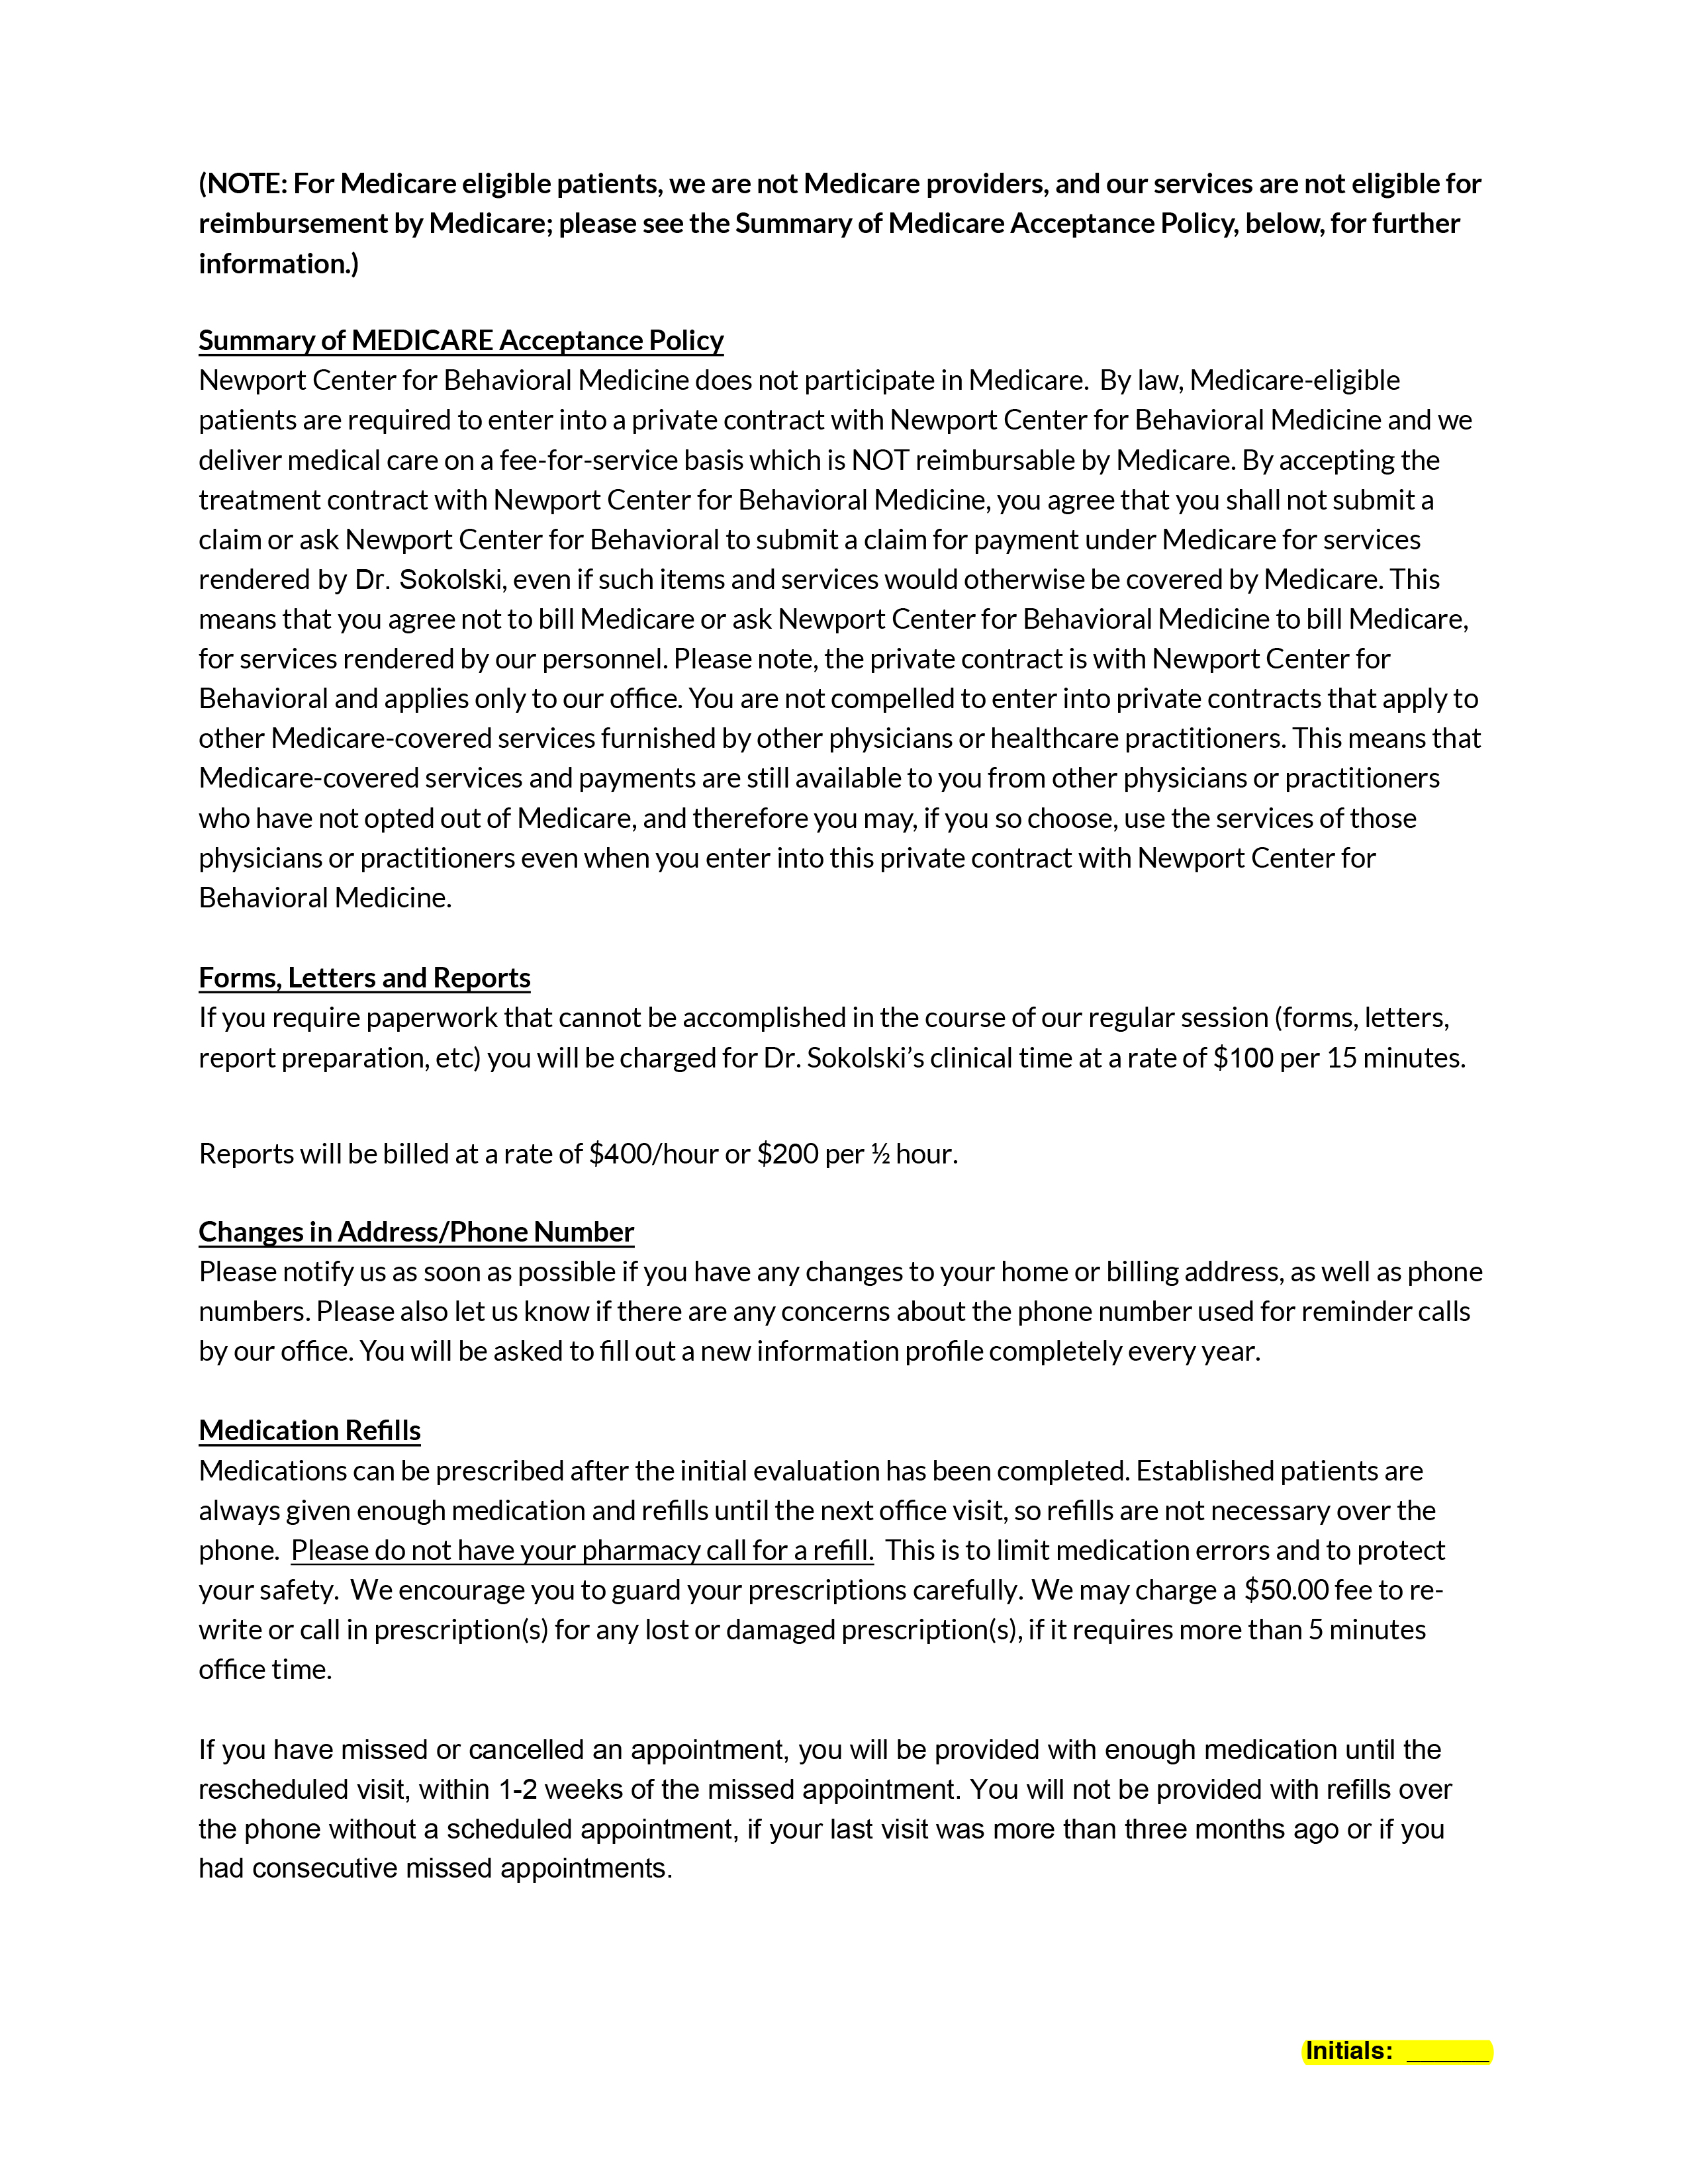 (NOTE: For Medicare eligible patients, we are not Medicare providers, and our services are not eligible for
reimbursement by Medicare; please see the Summary of Medicare Acceptance Policy, below, for further
information.)
Summary of MEDICARE Acceptance Policy
Newport Center for Behavioral Medicine does not participate in Medicare.  By law, Medicare-eligible
patients are required to enter into a private contract with Newport Center for Behavioral Medicine and we
deliver medical care on a fee-for-service basis which is NOT reimbursable by Medicare. By accepting the
treatment contract with Newport Center for Behavioral Medicine, you agree that you shall not submit a
claim or ask Newport Center for Behavioral to submit a claim for payment under Medicare for services
rendered by Dr. Sokolski, even if such items and services would otherwise be covered by Medicare. This
means that you agree not to bill Medicare or ask Newport Center for Behavioral Medicine to bill Medicare,
for services rendered by our personnel. Please note, the private contract is with Newport Center for
Behavioral and applies only to our office. You are not compelled to enter into private contracts that apply to
other Medicare-covered services furnished by other physicians or healthcare practitioners. This means that
Medicare-covered services and payments are still available to you from other physicians or practitioners
who have not opted out of Medicare, and therefore you may, if you so choose, use the services of those
physicians or practitioners even when you enter into this private contract with Newport Center for
Behavioral Medicine.
Forms, Letters and Reports
If you require paperwork that cannot be accomplished in the course of our regular session (forms, letters,
report preparation, etc) you will be charged for Dr. Sokolski’s clinical time at a rate of $100 per 15 minutes.
Reports will be billed at a rate of $400/hour or $200 per ½ hour.
Changes in Address/Phone Number
Please notify us as soon as possible if you have any changes to your home or billing address, as well as phone
numbers. Please also let us know if there are any concerns about the phone number used for reminder calls
by our office. You will be asked to fill out a new information profile completely every year.
Medication Refills
Medications can be prescribed after the initial evaluation has been completed. Established patients are
always given enough medication and refills until the next office visit, so refills are not necessary over the
phone.  Please do not have your pharmacy call for a refill.  This is to limit medication errors and to protect
your safety.  We encourage you to guard your prescriptions carefully. We may charge a $50.00 fee to re-
write or call in prescription(s) for any lost or damaged prescription(s), if it requires more than 5 minutes
office time.
If you have missed or cancelled an appointment, you will be provided with enough medication until the
rescheduled visit, within 1-2 weeks of the missed appointment. You will not be provided with refills over
the phone without a scheduled appointment, if your last visit was more than three months ago or if you
had consecutive missed appointments.
Initials: ______